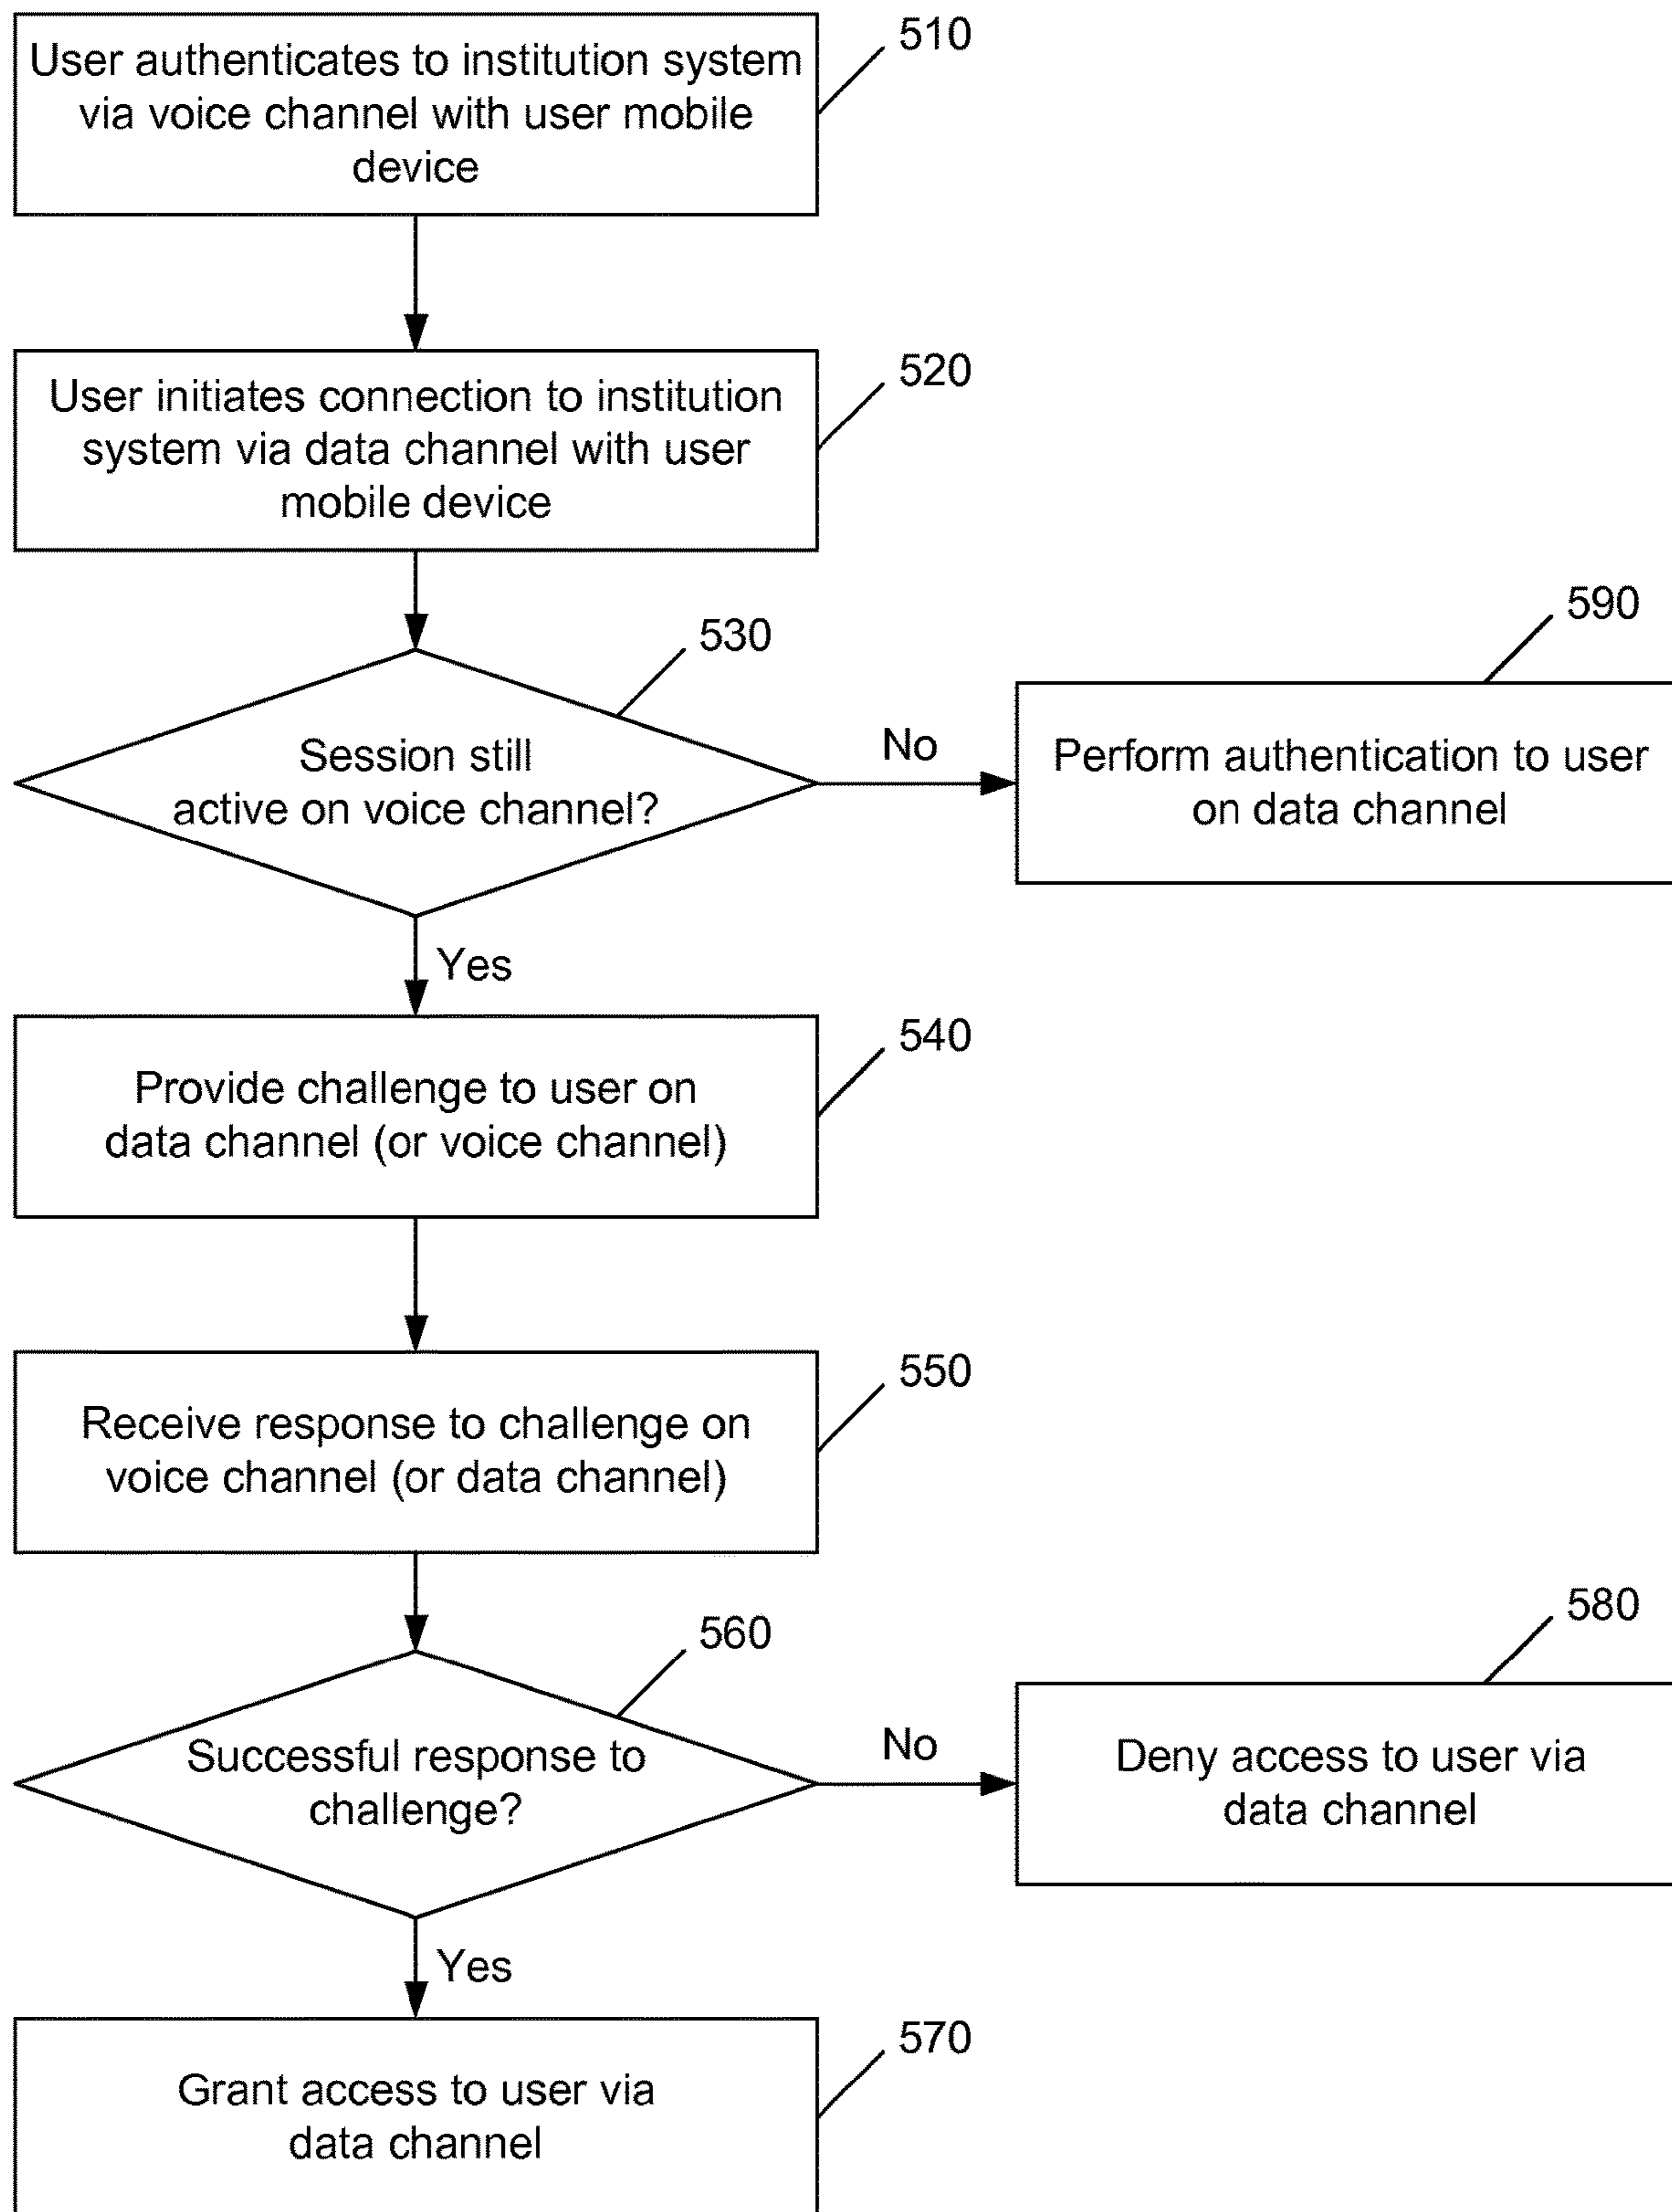 User authenticates to institution system
via voice channel with user mobile
device
510
User initiates connection to institution
system via data channel with user
mobile device
520
Session still
active on voice channel?
530
No
Perform authentication to user
on data channel
590
Yes
Provide challenge to user on
data channel (or voice channel)
540
Receive response to challenge on
voice channel (or data channel)
550
Successful response to
challenge?
560
No
Deny access to user via
data channel
580
Yes
Grant access to user via
data channel
570